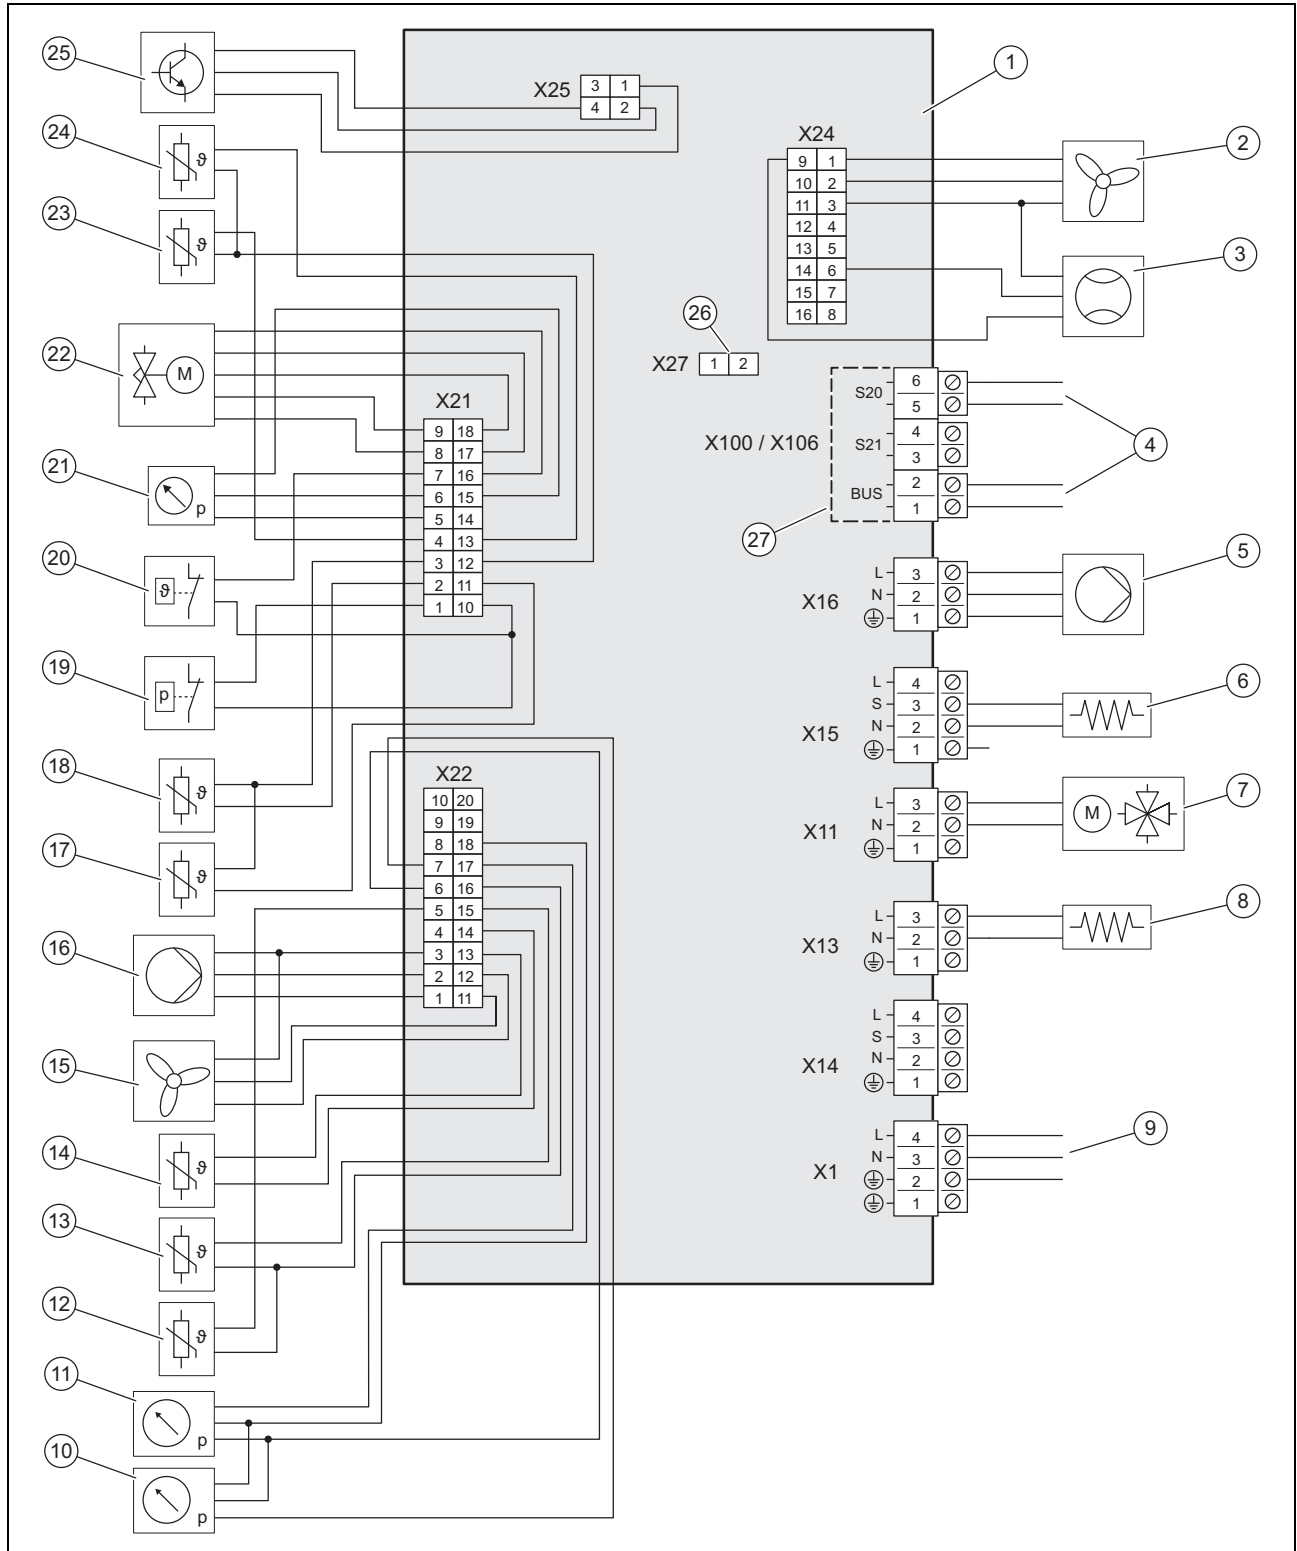 25
X25
3 1
4 2
1
24
X24
9 1
10 2
11 3
12 4
13 5
14 6
15 7
16 8
2
ϑ
23
ϑ
3
26
X27
1 2
22
M
X21
9 18
8 17
7 16
6 15
5 14
4 13
3 12
2 11
1 10
X100 / X106
S20
6
5
S21
4
3
BUS
2
1
4
27
21
p
20
ϑ
5
X16
L 3
N 2
1
19
p
6
X15
L 4
S 3
N 2
1
18
ϑ
X22
10 20
9 19
8 18
7 17
6 16
5 15
4 14
3 13
2 12
1 11
7
X11
L 3
N 2
1
M
17
ϑ
8
X13
L 3
N 2
1
16
15
X14
L 4
S 3
N 2
1
14
ϑ
9
X1
L 4
N 3
2
1
13
ϑ
12
ϑ
11
p
10
p